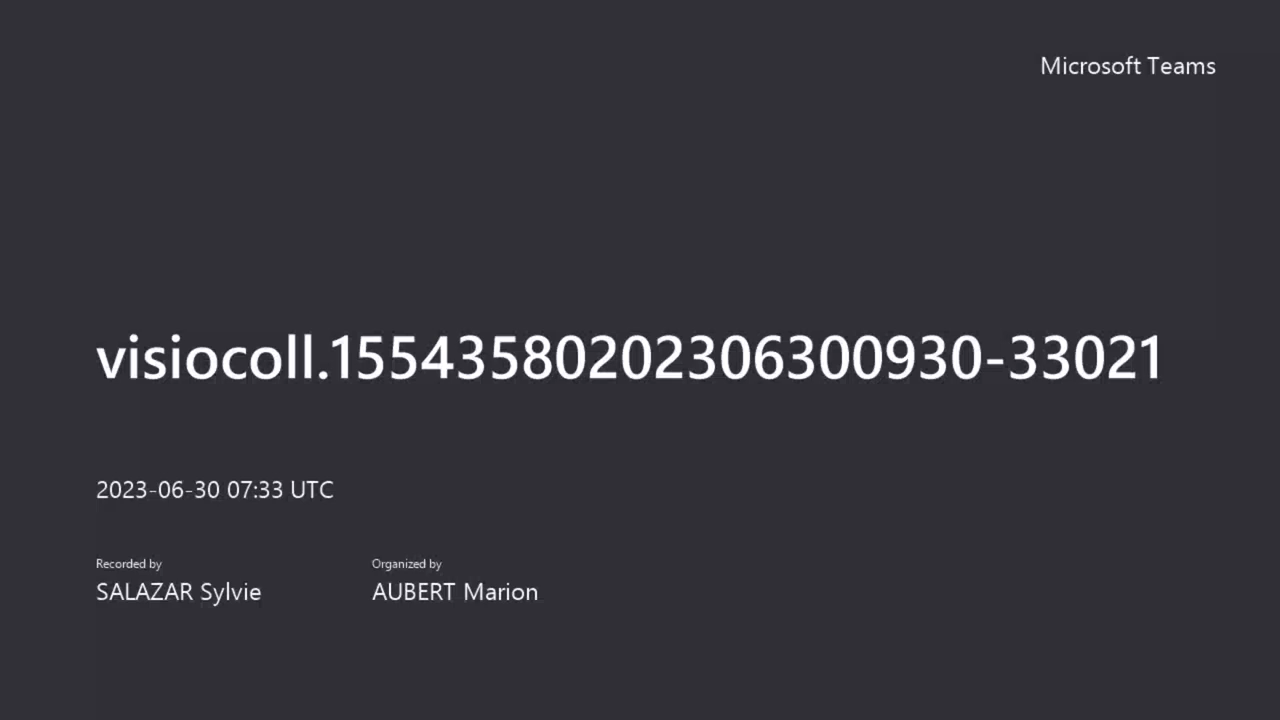 Microsoft Teams
visiocoll.15543580202306300930-33021
2023-06-30 07:33 UTC
Recorded by
SALAZAR Sylvie
Organized by
AUBERT Marion